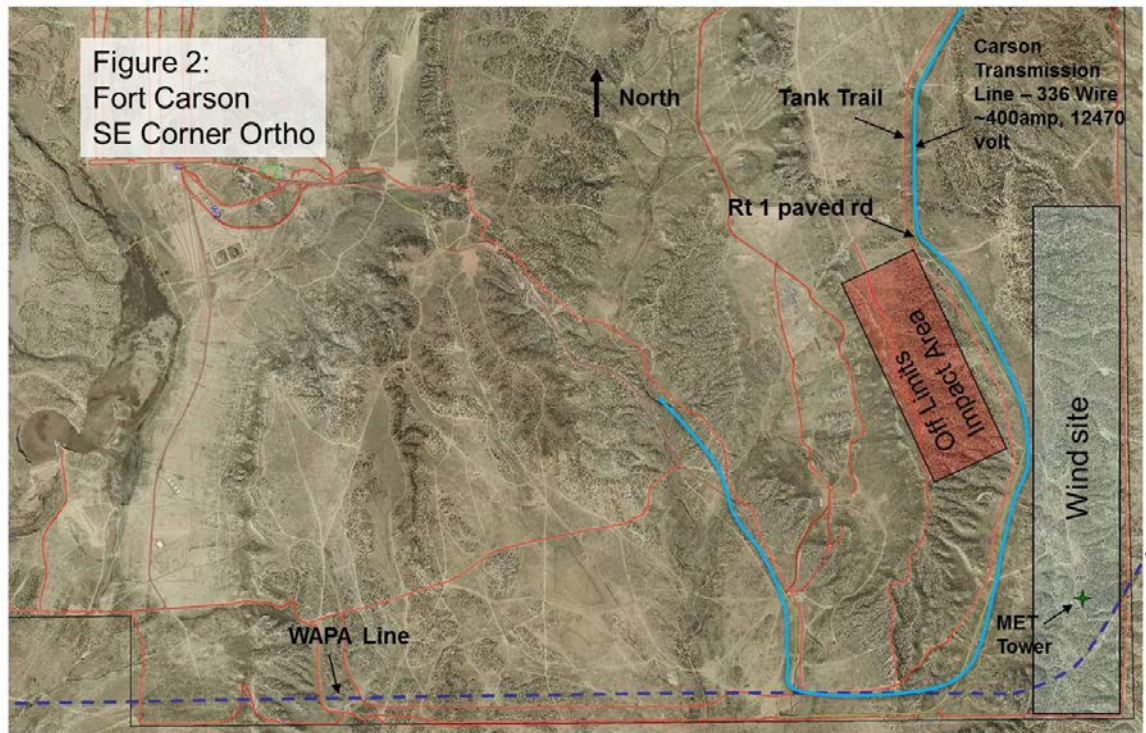 Figure 2:
Fort Carson
SE Corner Ortho
North
Tank Trail
Carson
Transmission
Line – 336 Wire
~400amp, 12470
volt
Rt 1 paved rd
Off Limits
Impact Area
Wind site
MET
Tower
WAPA Line